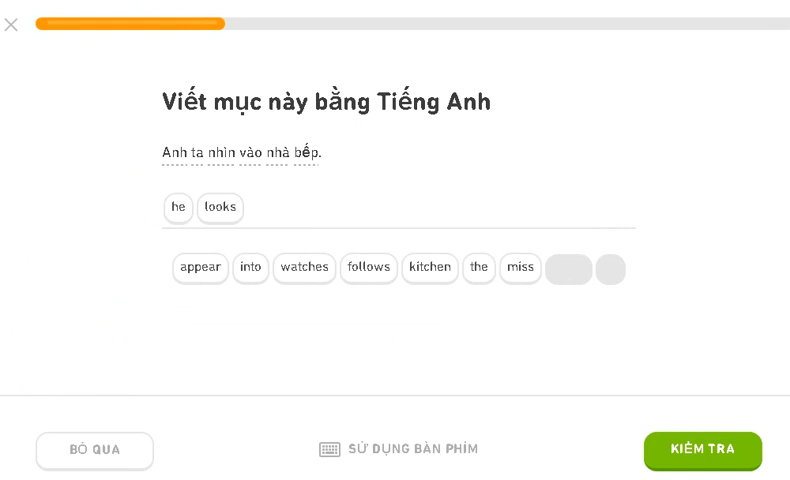 Viết mục này bằng Tiếng Anh
Anh ta nhìn vào nhà bếp.
he looks
appear into watches follows kitchen the miss
BỎ QUA
SỬ DỤNG BÀN PHÍM
KIỂM TRA